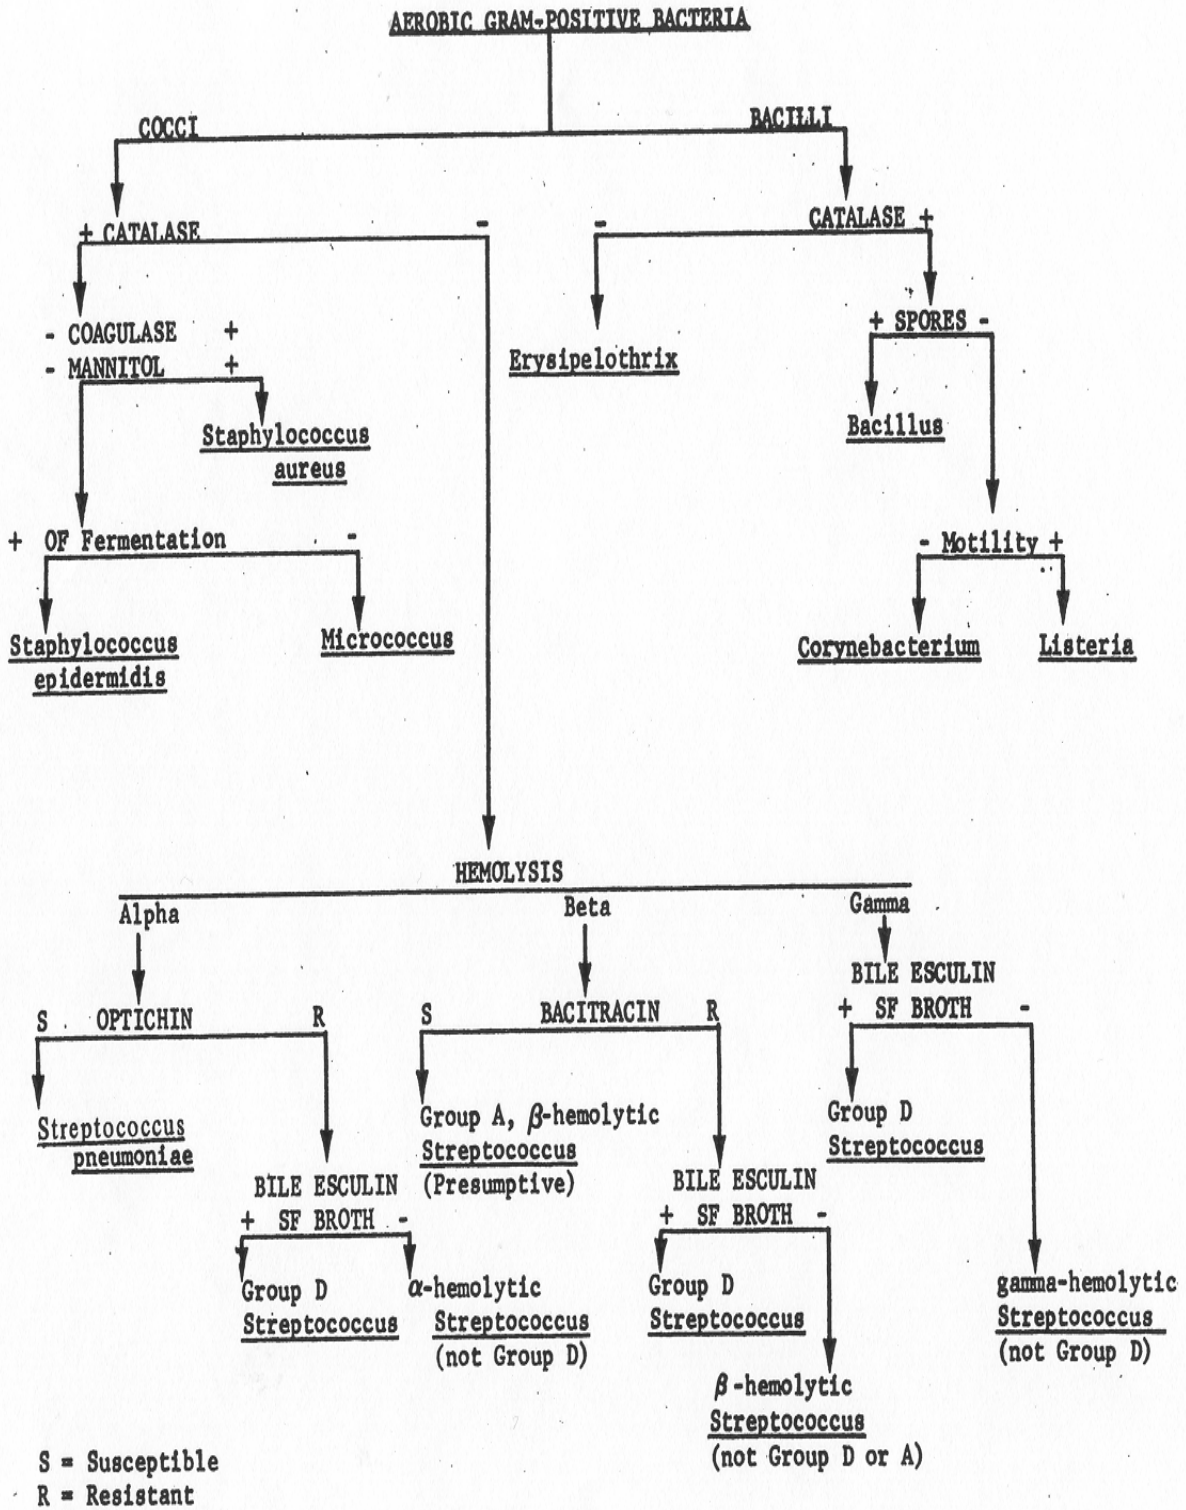 AEROBIC GRAM-POSITIVE BACTERIA
COCCI
BACILLI
+ CATALASE -
- CATALASE +
- COAGULASE +
- MANNITOL +
Staphylococcus
aureus
Erysipelothrix
+ SPORES -
Bacillus
+ OF Fermentation -
- Motility +
Staphylococcus
epidermidis
Micrococcus
Corynebacterium
Listeria
HEMOLYSIS
Alpha
Beta
Gamma
S OPTICHIN R
S BACITRACIN R
BILE ESCULIN
+ SF BROTH -
Streptococcus
pneumoniae
Group A, β-hemolytic
Streptococcus
(Presumptive)
Group D
Streptococcus
BILE ESCULIN
+ SF BROTH -
BILE ESCULIN
+ SF BROTH -
Group D
Streptococcus
α-hemolytic
Streptococcus
(not Group D)
Group D
Streptococcus
gamma-hemolytic
Streptococcus
(not Group D)
β-hemolytic
Streptococcus
(not Group D or A)
S = Susceptible
R = Resistant